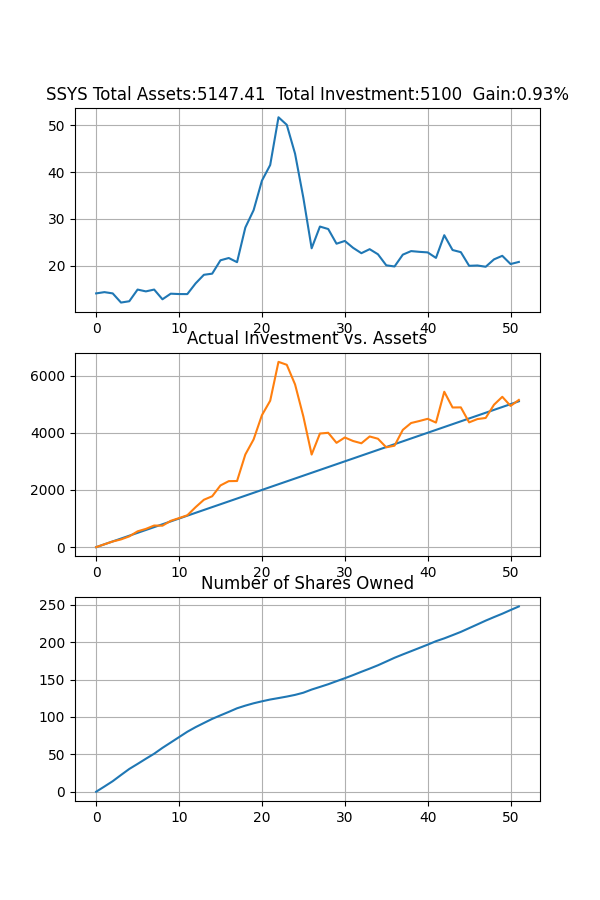 SSYS Total Assets:5147.41  Total Investment:5100  Gain:0.93%
50
40
30
20
0 10 20 30 40 50
Actual Investment vs. Assets
6000
4000
2000
0
0 10 20 30 40 50
Number of Shares Owned
250
200
150
100
50
0
0 10 20 30 40 50